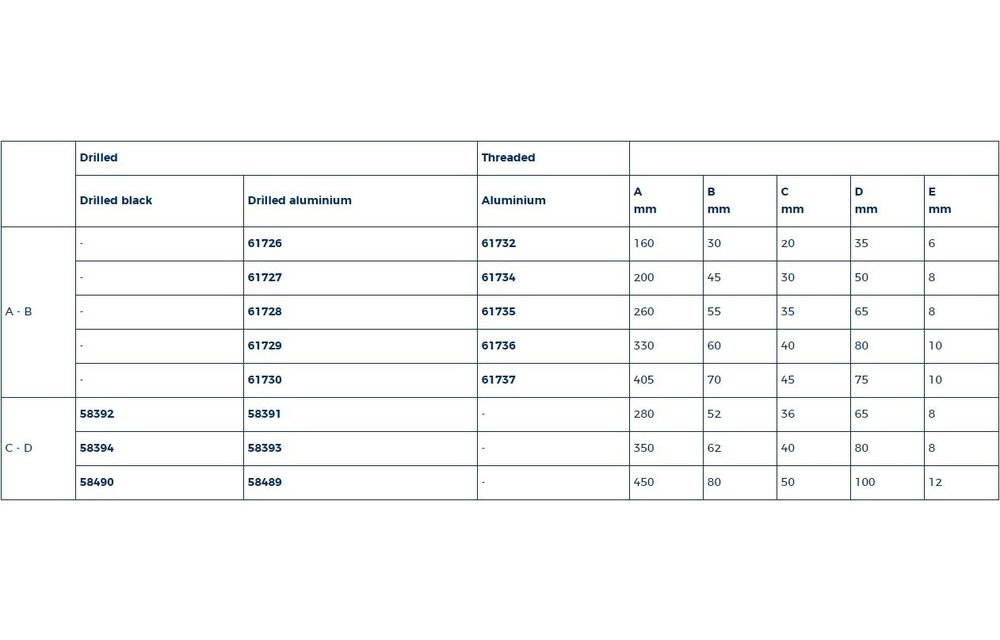 Drilled Threaded
Drilled black Drilled aluminium Aluminium A mm B mm C mm D mm E mm
- 61726 61732 160 30 20 35 6
- 61727 61734 200 45 30 50 8
A - B - 61728 61735 260 55 35 65 8
- 61729 61736 330 60 40 80 10
- 61730 61737 405 70 45 75 10
58392 58391 - 280 52 36 65 8
C - D 58394 58393 - 350 62 40 80 8
58490 58489 - 450 80 50 100 12